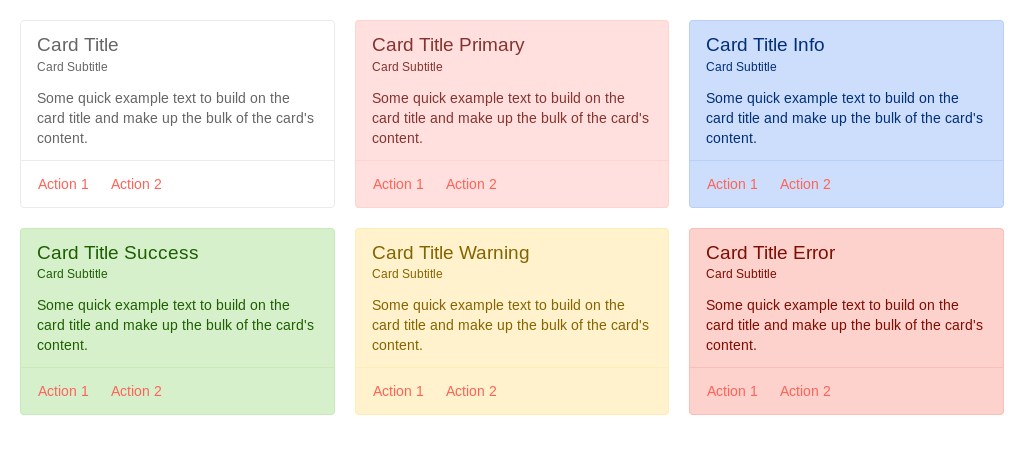 Card Title
Card Subtitle
Some quick example text to build on the
card title and make up the bulk of the card's
content.
Action 1 Action 2
Card Title Primary
Card Subtitle
Some quick example text to build on the
card title and make up the bulk of the card's
content.
Action 1 Action 2
Card Title Info
Card Subtitle
Some quick example text to build on the
card title and make up the bulk of the card's
content.
Action 1 Action 2
Card Title Success
Card Subtitle
Some quick example text to build on the
card title and make up the bulk of the card's
content.
Action 1 Action 2
Card Title Warning
Card Subtitle
Some quick example text to build on the
card title and make up the bulk of the card's
content.
Action 1 Action 2
Card Title Error
Card Subtitle
Some quick example text to build on the
card title and make up the bulk of the card's
content.
Action 1 Action 2